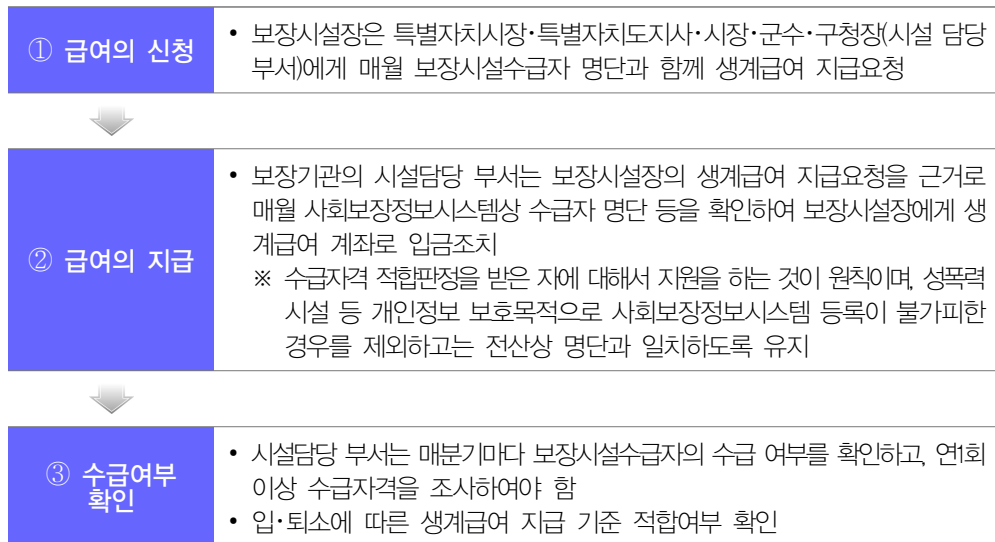 ① 급여의 신청
• 보장시설장은 특별자치시장·특별자치도지사·시장·군수·구청장(시설 담당
부서)에게 매월 보장시설수급자 명단과 함께 생계급여 지급요청
② 급여의 지급
• 보장기관의 시설담당 부서는 보장시설장의 생계급여 지급요청을 근거로
매월 사회보장정보시스템상 수급자 명단 등을 확인하여 보장시설장에게 생
계급여 계좌로 입금조치
※ 수급자격 적합판정을 받은 자에 대해서 지원을 하는 것이 원칙이며, 성폭력
시설 등 개인정보 보호목적으로 사회보장정보시스템 등록이 불가피한
경우를 제외하고는 전산상 명단과 일치하도록 유지
③ 수급여부
확인
• 시설담당 부서는 매분기마다 보장시설수급자의 수급 여부를 확인하고, 연1회
이상 수급자격을 조사하여야 함
• 입·퇴소에 따른 생계급여 지급 기준 적합여부 확인